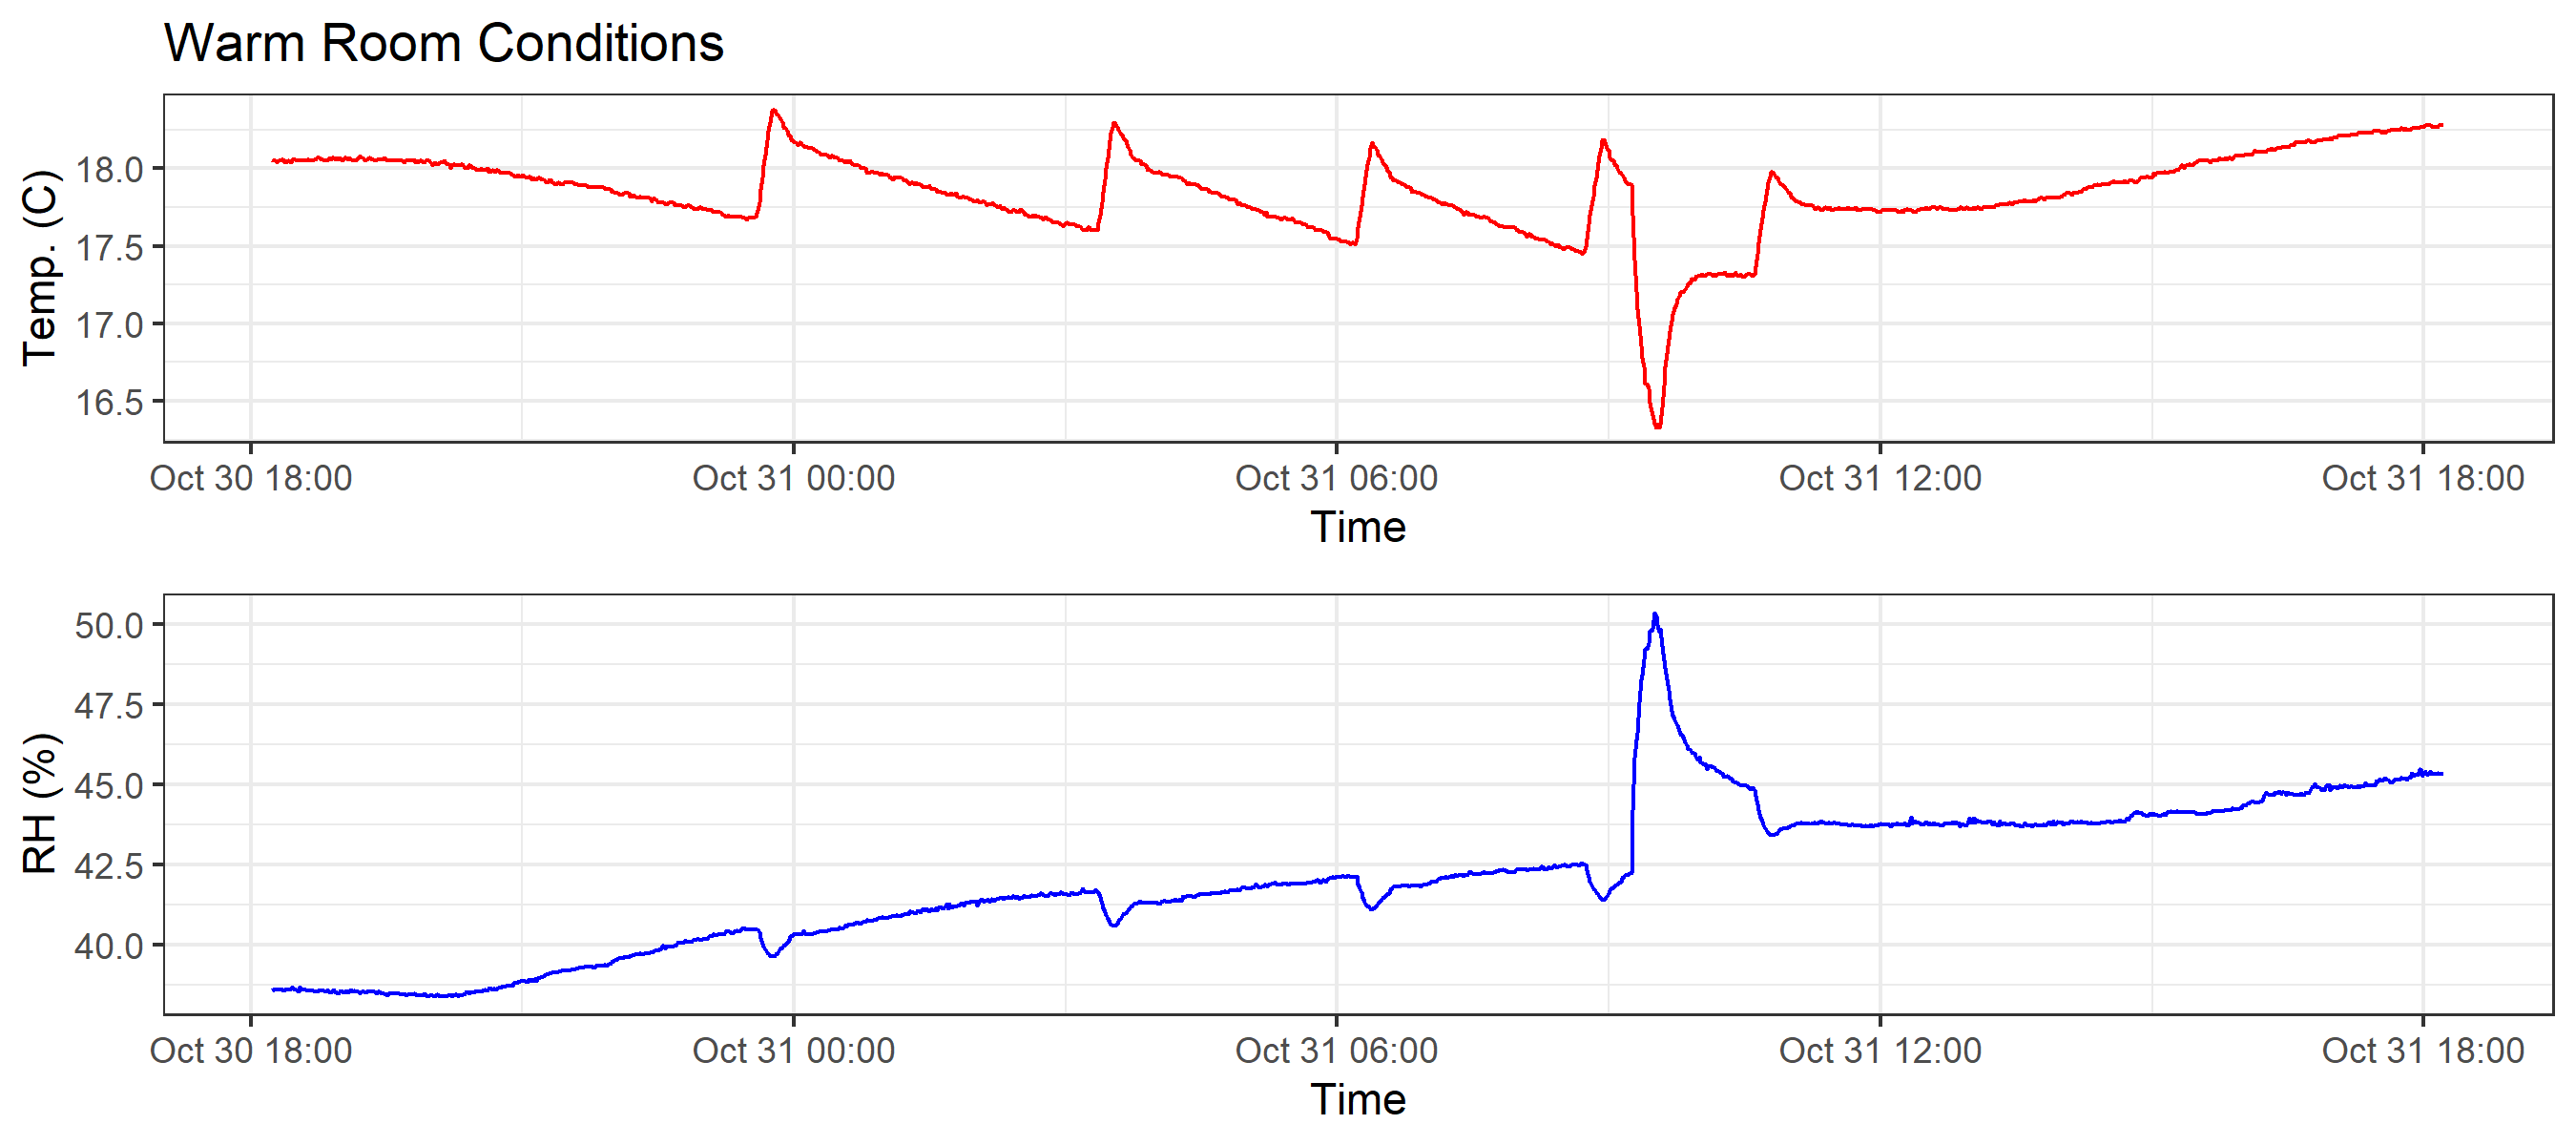 Warm Room Conditions
Temp. (C)
18.0
17.5
17.0
16.5
Oct 30 18:00 Oct 31 00:00 Oct 31 06:00 Oct 31 12:00 Oct 31 18:00
Time
RH (%)
50.0
47.5
45.0
42.5
40.0
Oct 30 18:00 Oct 31 00:00 Oct 31 06:00 Oct 31 12:00 Oct 31 18:00
Time